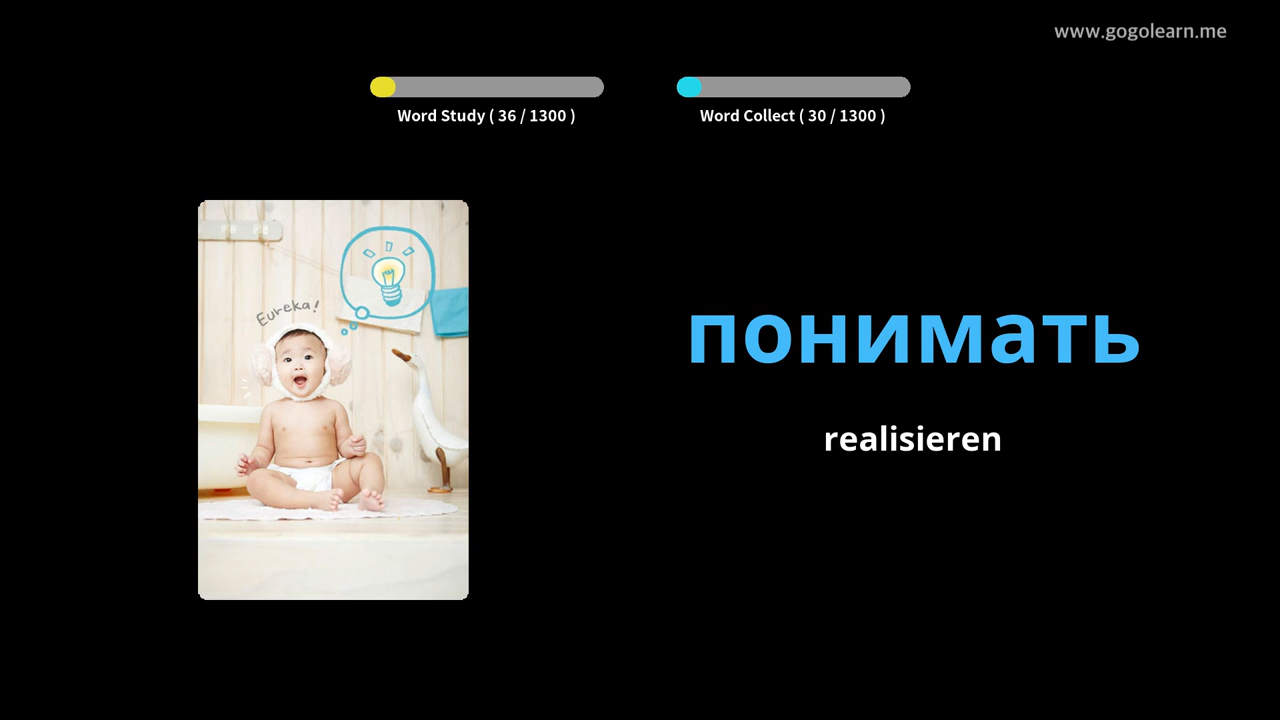 www.gogolearn.me
Word Study ( 36 / 1300 )
Word Collect ( 30 / 1300 )
Eureka!
понимать
realisieren